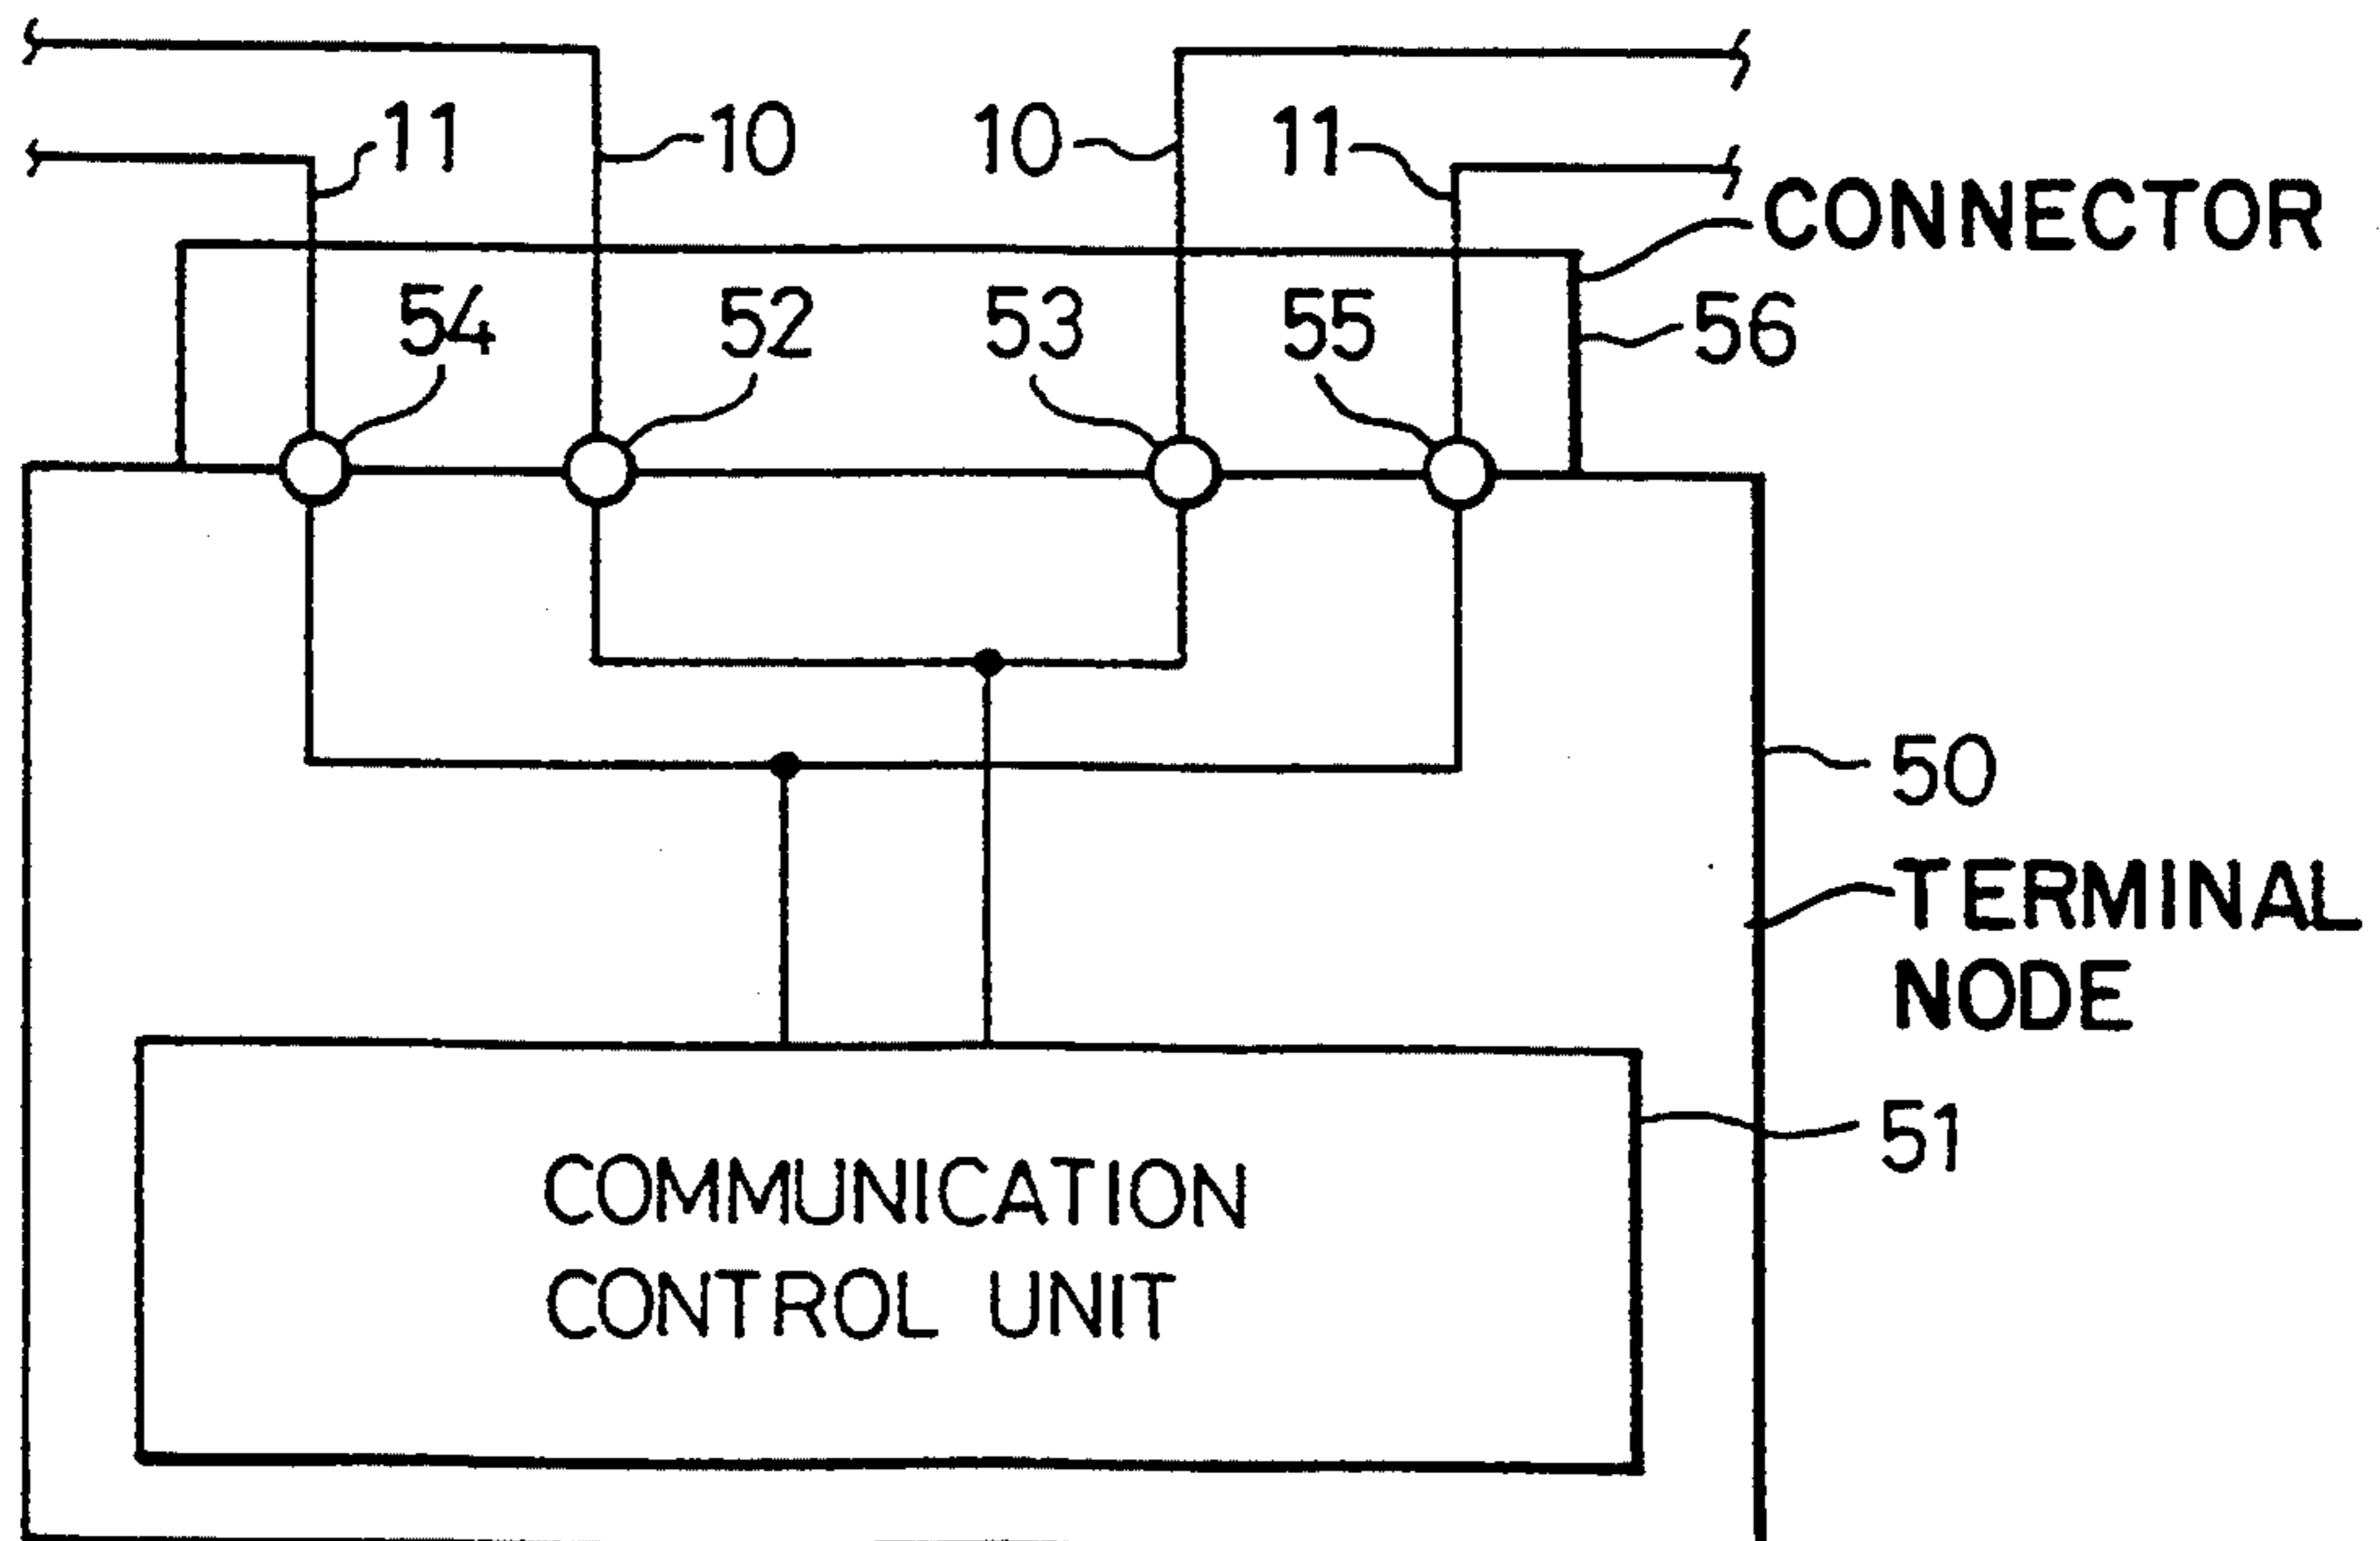 11
10
10
11
CONNECTOR
54
52
53
55
56
50
TERMINAL
NODE
51
COMMUNICATION
CONTROL UNIT